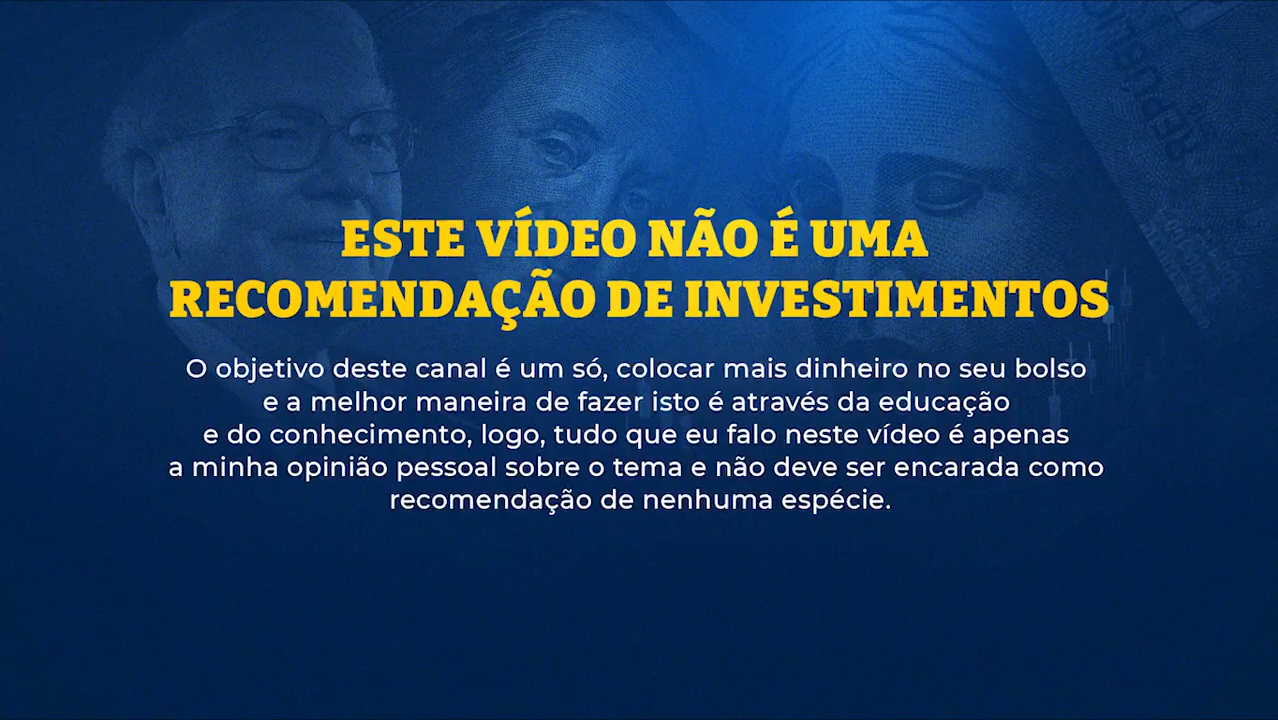 ESTE VÍDEO NÃO É UMA
RECOMENDAÇÃO DE INVESTIMENTOS
O objetivo deste canal é um só, colocar mais dinheiro no seu bolso
e a melhor maneira de fazer isto é através da educação
e do conhecimento, logo, tudo que eu falo neste vídeo é apenas
a minha opinião pessoal sobre o tema e não deve ser encarada como
recomendação de nenhuma espécie.